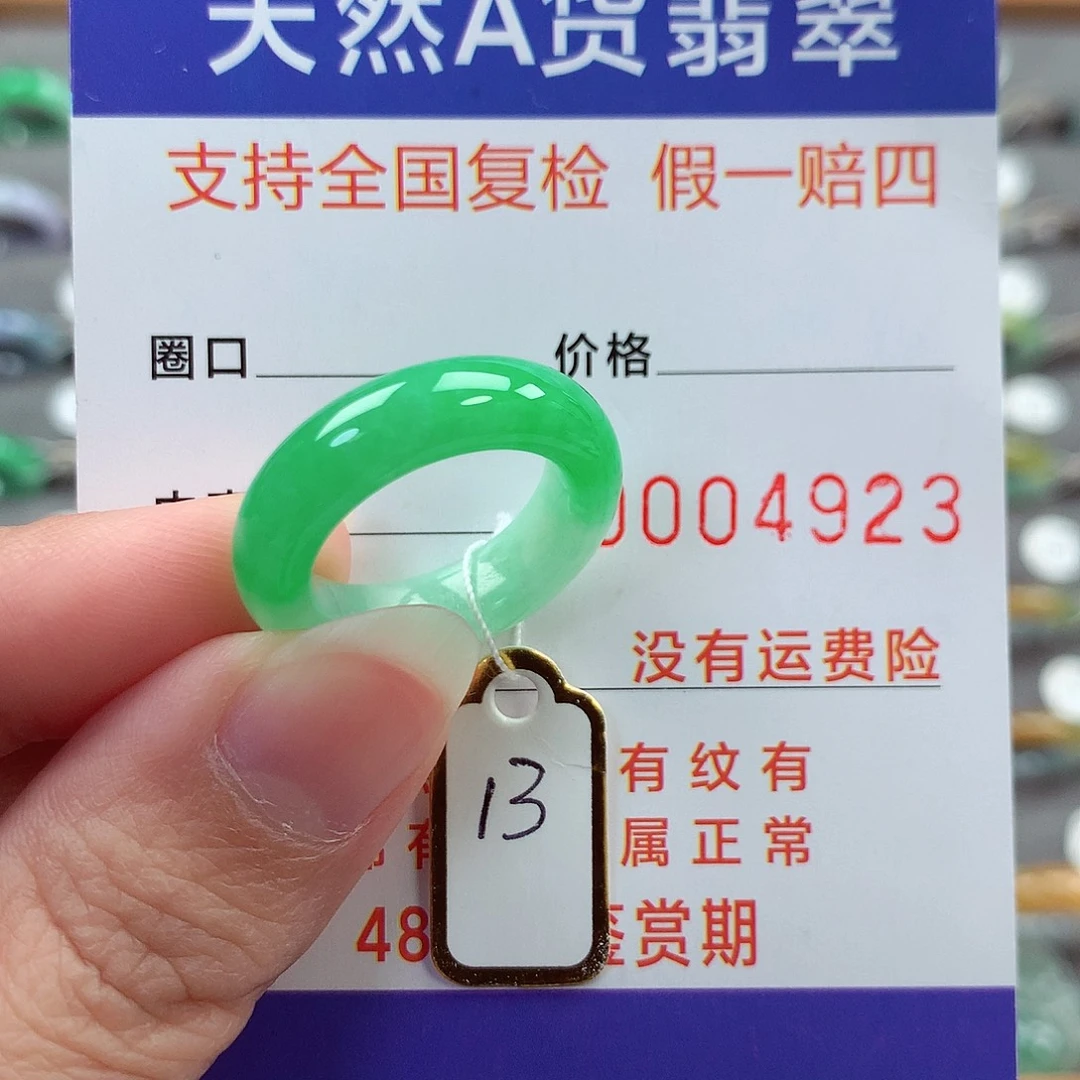 天然A货翡翠
支持全国复检 假一赔四
圈口 价格
0004923
没有运费险
有纹有
属正常
13
48 鉴赏期